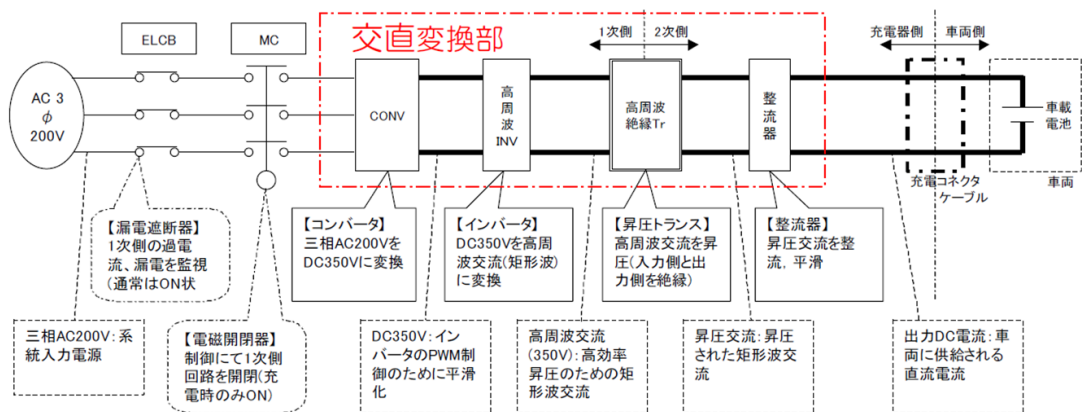 ELCB
MC
交直変換部
1次側
2次側
充電器側
車両側
AC 3
φ
200V
CONV
高
周
波
INV
高周波
絶縁Tr
整
流
器
車載
電池
充電コネクタ
ケーブル
車両
【漏電遮断器】
1次側の過電
流、漏電を監視
(通常はON状
【コンバータ】
三相AC200Vを
DC350Vに変換
【インバータ】
DC350Vを高周
波交流(矩形波)
に変換
【昇圧トランス】
高周波交流を昇
圧(入力側と出
力側を絶縁)
【整流器】
昇圧交流を整
流，平滑
三相AC200V：系
統入力電源
【電磁開閉器】
制御にて1次側
回路を開閉(充
電時のみON)
DC350V：イン
バータのPWM制
御のために平滑
化
高周波交流
(350V)：高効率
昇圧のための矩
形波交流
昇圧交流：昇圧
された矩形波交
流
出力DC電流：車
両に供給される
直流電流